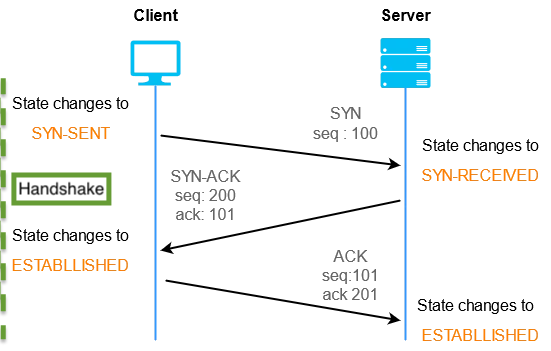 Client
Server
State changes to
SYN-SENT
SYN
seq : 100
State changes to
SYN-RECEIVED
Handshake
SYN-ACK
seq: 200
ack: 101
State changes to
ESTABLLISHED
ACK
seq:101
ack 201
State changes to
ESTABLLISHED